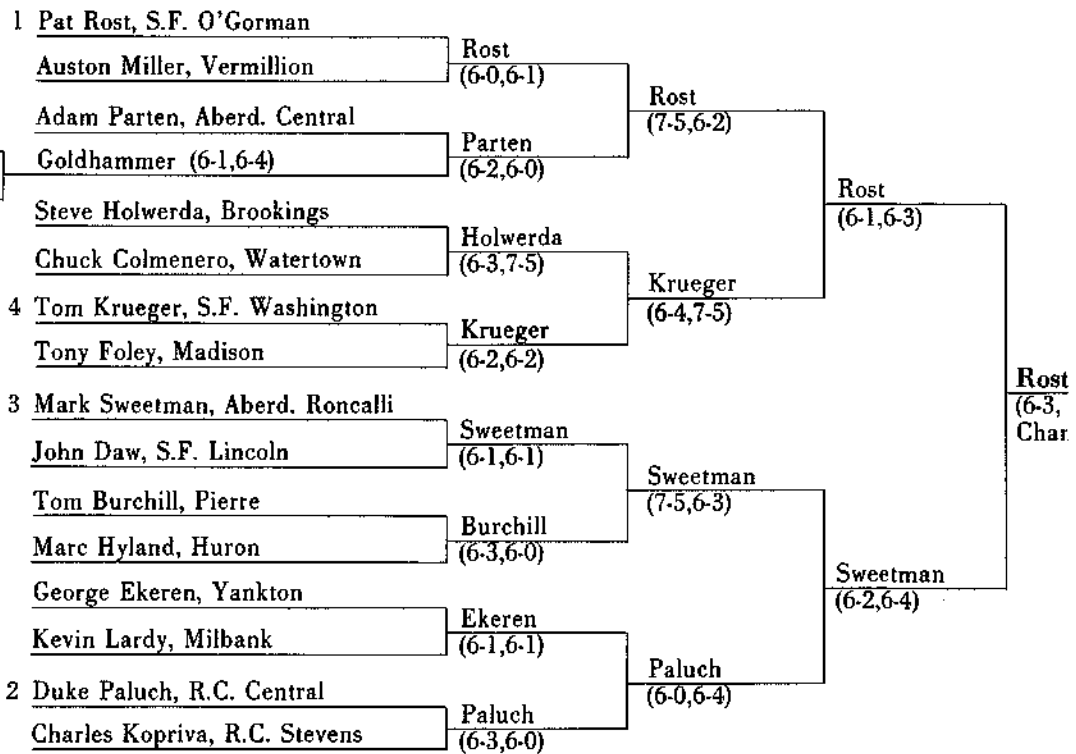 1 Pat Rost, S.F. O'Gorman
Auston Miller, Vermillion
Adam Parten, Aberd. Central
Goldhammer (6-1,6-4)
Steve Holwerda, Brookings
Chuck Colmenero, Watertown
4 Tom Krueger, S.F. Washington
Tony Foley, Madison
3 Mark Sweetman, Aberd. Roncalli
John Daw, S.F. Lincoln
Tom Burchill, Pierre
Marc Hyland, Huron
George Ekeren, Yankton
Kevin Lardy, Milbank
2 Duke Paluch, R.C. Central
Charles Kopriva, R.C. Stevens
Rost
(6-0,6-1)
Parten
(6-2,6-0)
Holwerda
(6-3,7-5)
Krueger
(6-2,6-2)
Sweetman
(6-1,6-1)
Burchill
(6-3,6-0)
Ekeren
(6-1,6-1)
Paluch
(6-3,6-0)
Rost
(7-5,6-2)
Krueger
(6-4,7-5)
Sweetman
(7-5,6-3)
Paluch
(6-0,6-4)
Rost
(6-1,6-3)
Sweetman
(6-2,6-4)
Rost
(6-3,